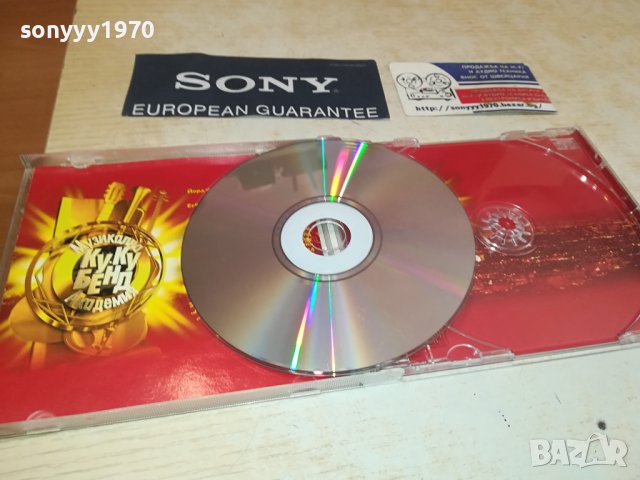 sonyyy1970
SONY
EUROPEAN GUARANTEE
ПРОДАЖБА НА HI-FI
И АУДИО ТЕХНИКА
ВНОС ОТ ШВЕЙЦАРИЯ
http://sonyyy1970.bazar.bg/
Музикална
Ку-Ку
БЕНД
Академия
BAZAR